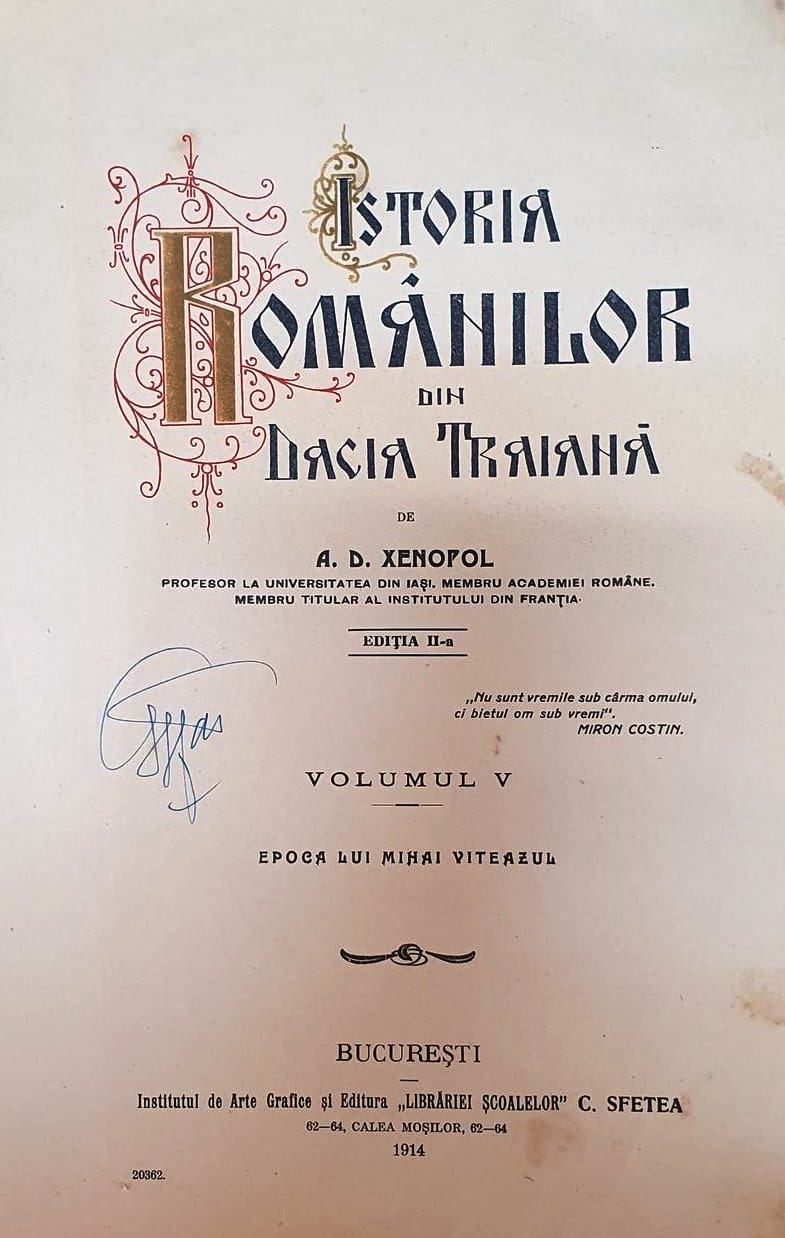 ISTORIA
ROMÂNILOR
DIN
DACIA TRAIANĂ
DE
A. D. XENOPOL
PROFESOR LA UNIVERSITATEA DIN IAŞI. MEMBRU ACADEMIEI ROMÂNE.
MEMBRU TITULAR AL INSTITUTULUI DIN FRANŢIA.
EDIŢIA II-a
„Nu sunt vremile sub cârma omului,
ci bietul om sub vremi“.
MIRON COSTIN.
VOLUMUL V
EPOCA LUI MIHAI VITEAZUL
BUCUREŞTI
Institutul de Arte Grafice şi Editura „LIBRĂRIEI ŞCOALELOR” C. SFETEA
62—64, CALEA MOŞILOR, 62—64
1914
20362.